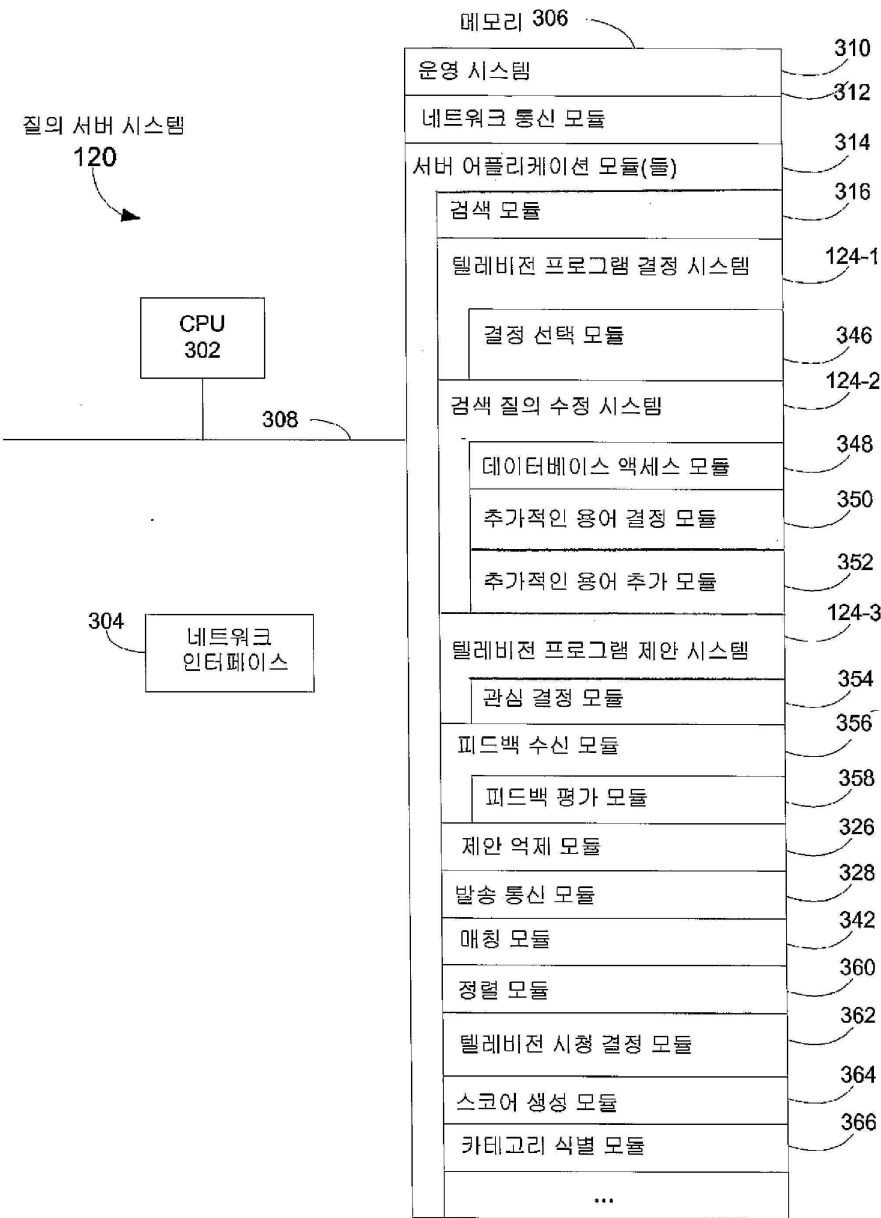 메모리 306
운영 시스템
310
312
네트워크 통신 모듈
질의 서버 시스템
120
서버 어플리케이션 모듈(들)
314
검색 모듈
316
텔레비전 프로그램 결정 시스템
124-1
CPU
302
결정 선택 모듈
346
검색 질의 수정 시스템
124-2
308
데이터베이스 액세스 모듈
348
추가적인 용어 결정 모듈
350
추가적인 용어 추가 모듈
352
304
네트워크
인터페이스
텔레비전 프로그램 제안 시스템
124-3
관심 결정 모듈
354
피드백 수신 모듈
356
피드백 평가 모듈
358
제안 억제 모듈
326
발송 통신 모듈
328
매칭 모듈
342
정렬 모듈
360
텔레비전 시청 결정 모듈
362
스코어 생성 모듈
364
카테고리 식별 모듈
366
...